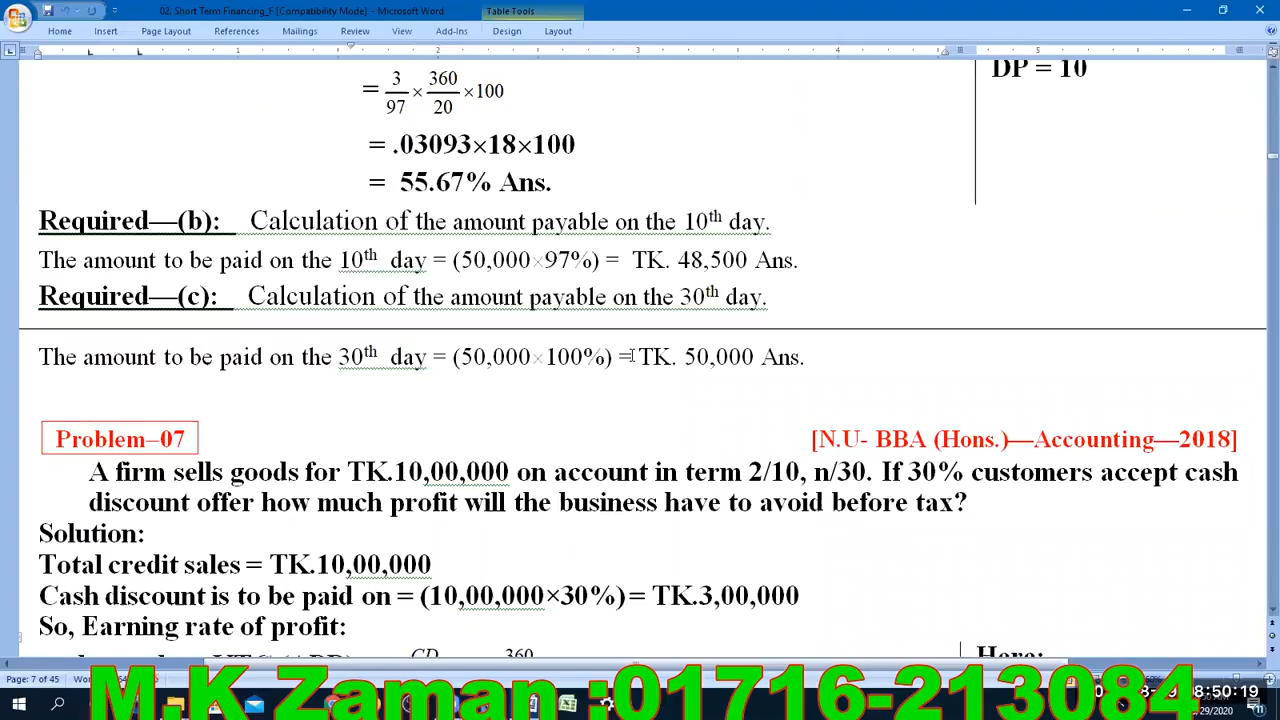 02. Short Term Financing_F [Compatibility Mode] - Microsoft Word
Table Tools
Home Insert Page Layout References Mailings Review View Add-Ins Design Layout
DP = 10
= 3/97 × 360/20 ×100
= .03093×18×100
= 55.67% Ans.
Required—(b): Calculation of the amount payable on the 10th day.
The amount to be paid on the 10th day = (50,000×97%) = TK. 48,500 Ans.
Required—(c): Calculation of the amount payable on the 30th day.
The amount to be paid on the 30th day = (50,000×100%) = TK. 50,000 Ans.
Problem–07 [N.U- BBA (Hons.)—Accounting—2018]
A firm sells goods for TK.10,00,000 on account in term 2/10, n/30. If 30% customers accept cash
discount offer how much profit will the business have to avoid before tax?
Solution:
Total credit sales = TK.10,00,000
Cash discount is to be paid on = (10,00,000×30%) = TK.3,00,000
So, Earning rate of profit:
CD 360
Here:
Page: 7 of 45
M.K Zaman :01716-213084
08:50:19